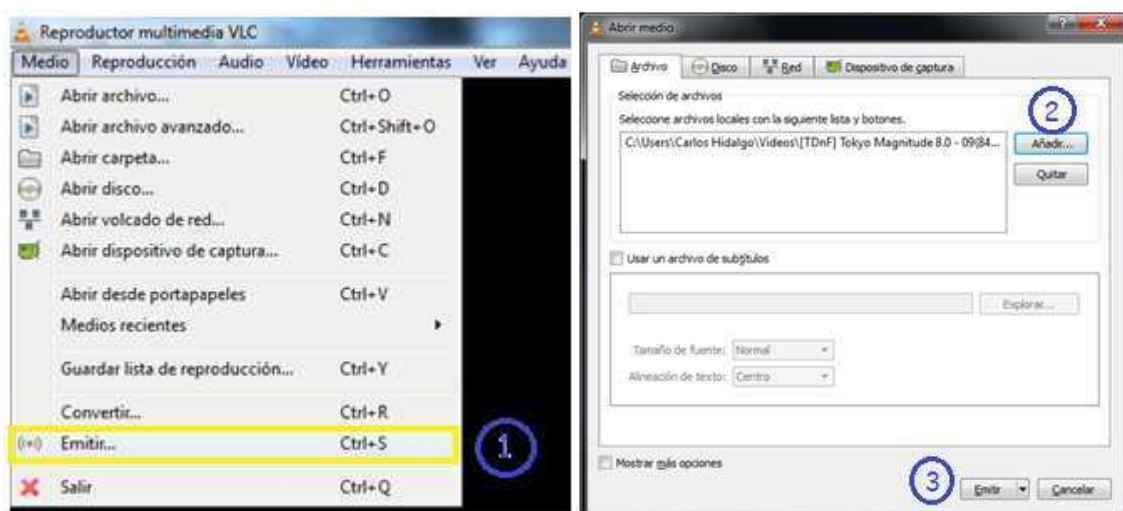 Reproductor multimedia VLC
Medio Reproducción Audio Vídeo Herramientas Ver Ayuda
Abrir archivo... Ctrl+O
Abrir archivo avanzado... Ctrl+Shift+O
Abrir carpeta... Ctrl+F
Abrir disco... Ctrl+D
Abrir volcado de red... Ctrl+N
Abrir dispositivo de captura... Ctrl+C
Abrir desde portapapeles Ctrl+V
Medios recientes
Guardar lista de reproducción... Ctrl+Y
Convertir... Ctrl+R
Emitir... Ctrl+S
1
Salir Ctrl+Q
Abrir medio
Archivo Disco Red Dispositivo de captura
Selección de archivos
2
Seleccione archivos locales con la siguiente lista y botones.
C:\Users\Carlos Hidalgo\Videos\[TDnF] Tokyo Magnitude 8.0 - 09(84... Añadir...
Quitar
Usar un archivo de subtítulos
Explorar...
Tamaño de fuente: Normal
Alineación de texto: Centro
Mostrar más opciones
3
Emitir Cancelar